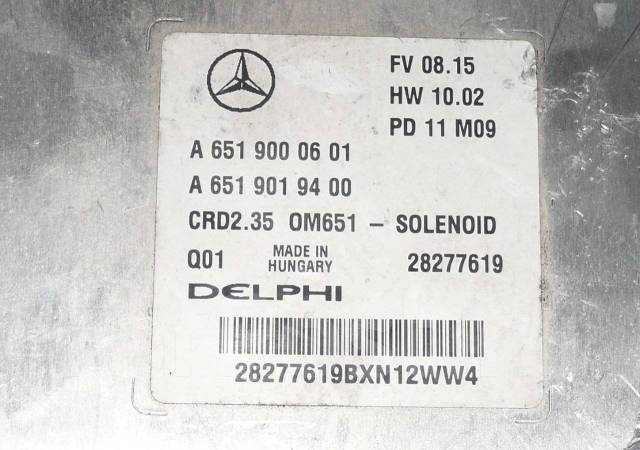 FV 08.15
HW 10.02
PD 11 M09
A 651 900 06 01
A 651 901 94 00
CRD2.35 OM651 – SOLENOID
Q01 MADE IN HUNGARY 28277619
DELPHI
28277619BXN12WW4